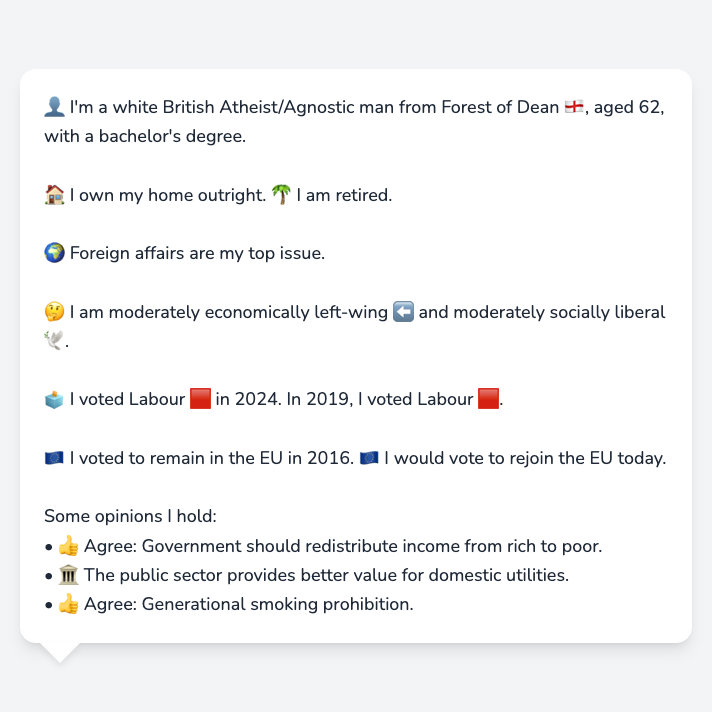 👤 I'm a white British Atheist/Agnostic man from Forest of Dean 🏴󠁧󠁢󠁥󠁮󠁧󠁿, aged 62,
with a bachelor's degree.
🏠 I own my home outright. 🌴 I am retired.
🌍 Foreign affairs are my top issue.
🤔 I am moderately economically left-wing ⬅️ and moderately socially liberal
🕊️.
🗳️ I voted Labour 🟥 in 2024. In 2019, I voted Labour 🟥.
🇪🇺 I voted to remain in the EU in 2016. 🇪🇺 I would vote to rejoin the EU today.
Some opinions I hold:
• 👍 Agree: Government should redistribute income from rich to poor.
• 🏛️ The public sector provides better value for domestic utilities.
• 👍 Agree: Generational smoking prohibition.